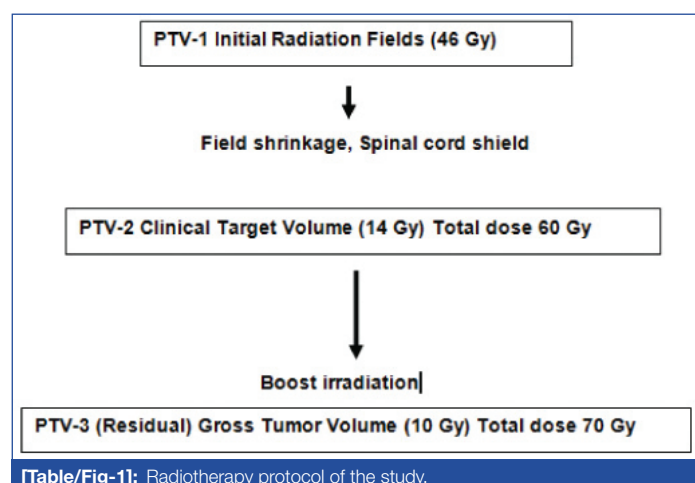 PTV-1 Initial Radiation Fields (46 Gy)
Field shrinkage, Spinal cord shield
PTV-2 Clinical Target Volume (14 Gy) Total dose 60 Gy
Boost irradiation
PTV-3 (Residual) Gross Tumor Volume (10 Gy) Total dose 70 Gy
[Table/Fig-1]: Radiotherapy protocol of the study.